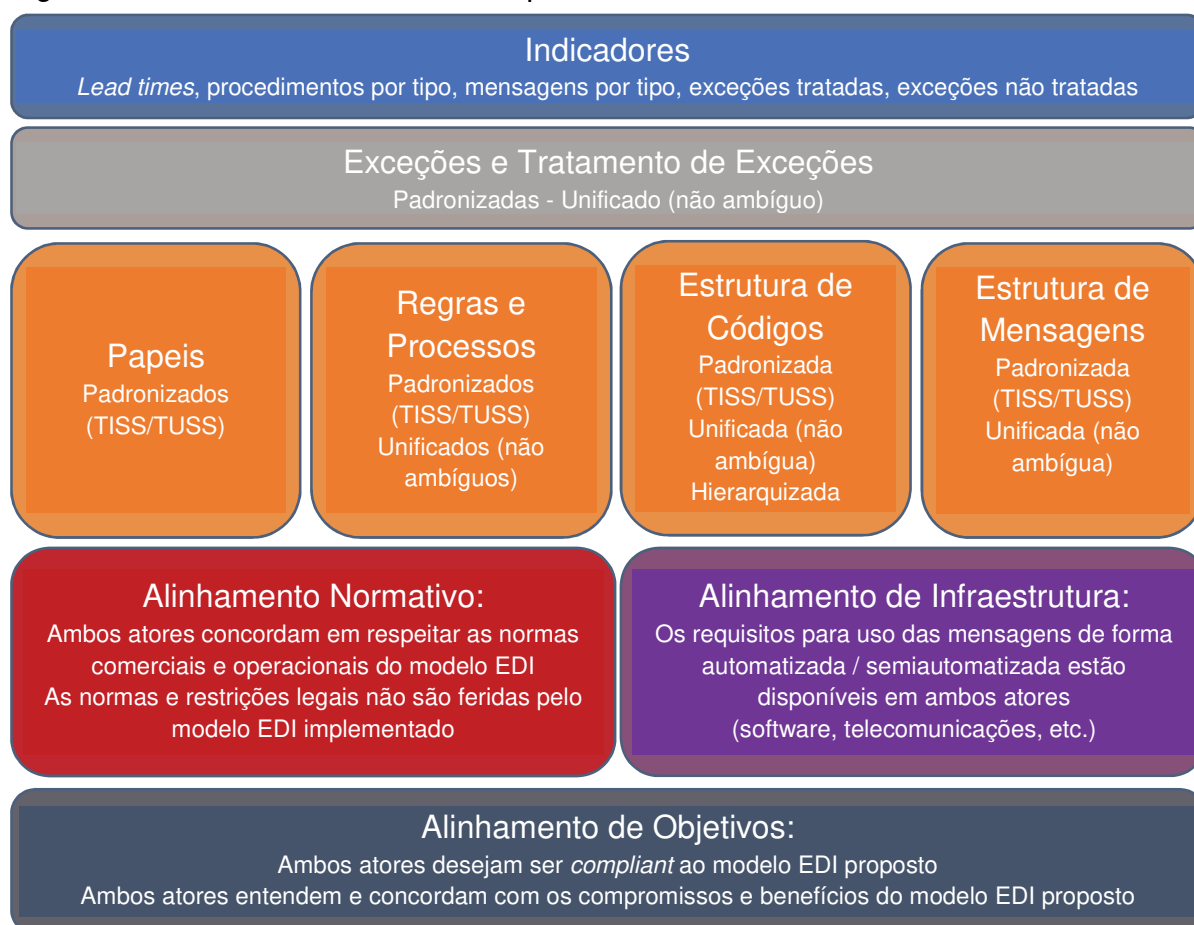 Indicadores
Lead times, procedimentos por tipo, mensagens por tipo, exceções tratadas, exceções não tratadas
Exceções e Tratamento de Exceções
Padronizadas - Unificado (não ambíguo)
Papeis
Padronizados
(TISS/TUSS)
Regras e
Processos
Padronizados
(TISS/TUSS)
Unificados (não
ambíguos)
Estrutura de
Códigos
Padronizada
(TISS/TUSS)
Unificada (não
ambígua)
Hierarquizada
Estrutura de
Mensagens
Padronizada
(TISS/TUSS)
Unificada (não
ambígua)
Alinhamento Normativo:
Ambos atores concordam em respeitar as normas
comerciais e operacionais do modelo EDI
As normas e restrições legais não são feridas pelo
modelo EDI implementado
Alinhamento de Infraestrutura:
Os requisitos para uso das mensagens de forma
automatizada / semiautomatizada estão
disponíveis em ambos atores
(software, telecomunicações, etc.)
Alinhamento de Objetivos:
Ambos atores desejam ser compliant ao modelo EDI proposto
Ambos atores entendem e concordam com os compromissos e benefícios do modelo EDI proposto